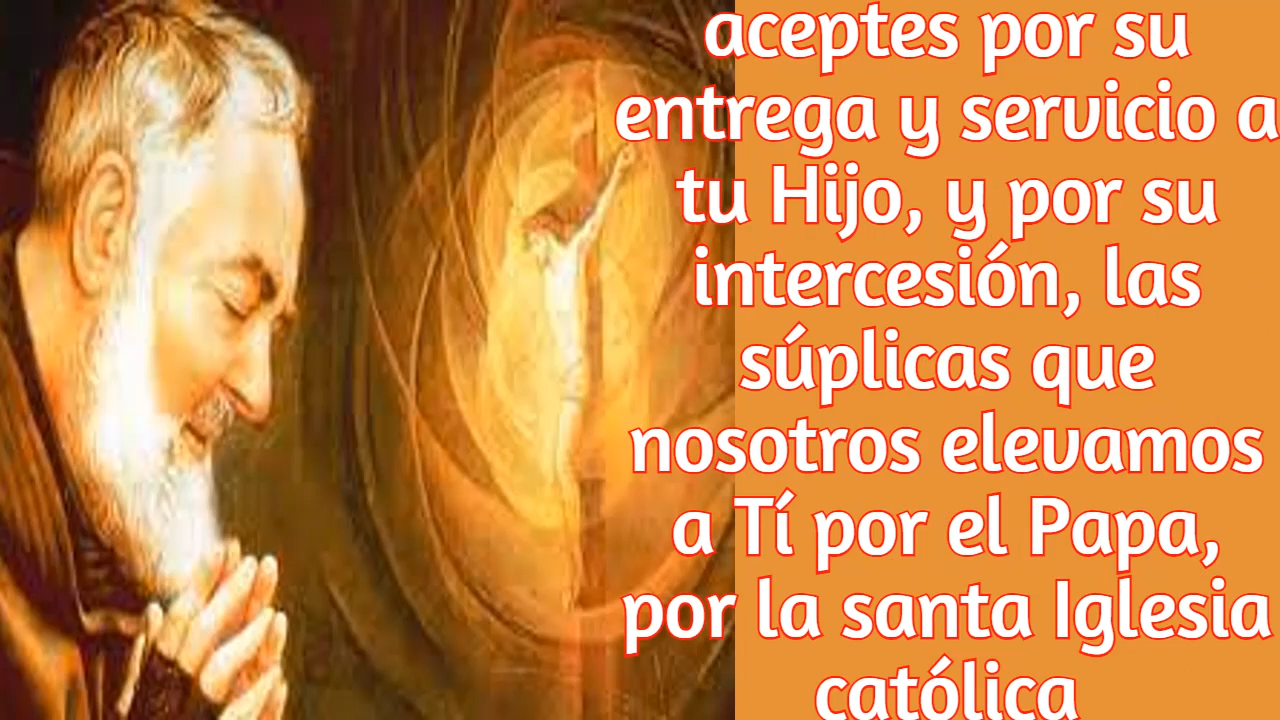 aceptes por su
entrega y servicio a
tu Hijo, y por su
intercesión, las
súplicas que
nosotros elevamos
a Tí por el Papa,
por la santa Iglesia
católica